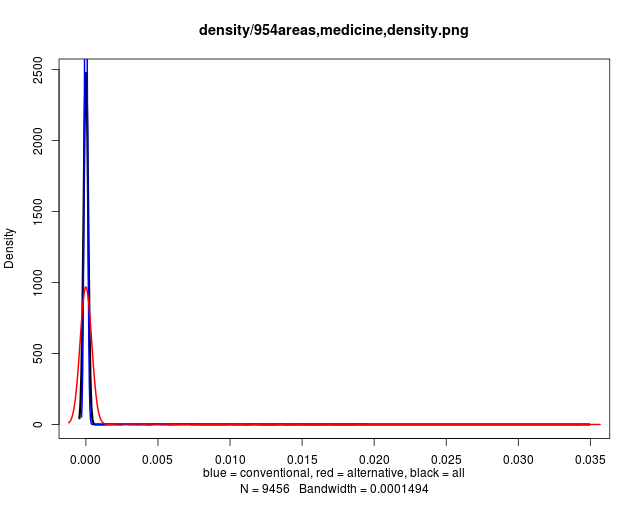 density/954areas,medicine,density.png
Density
2500
2000
1500
1000
500
0
0.000 0.005 0.010 0.015 0.020 0.025 0.030 0.035
blue = conventional, red = alternative, black = all
N = 9456 Bandwidth = 0.0001494